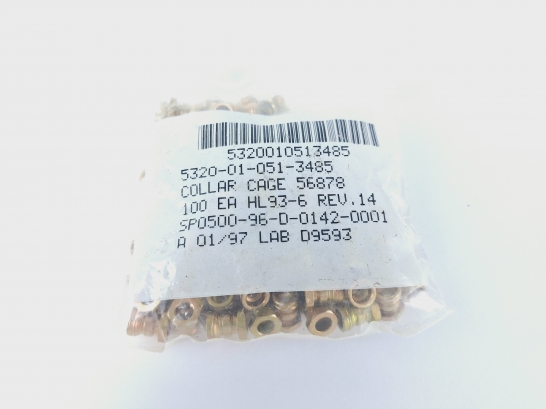 5320010513485
5320-01-051-3485
COLLAR CAGE 56878
100 EA HL93-6 REV.14
SP0500-96-D-0142-0001
A 01/97 LAB D9593